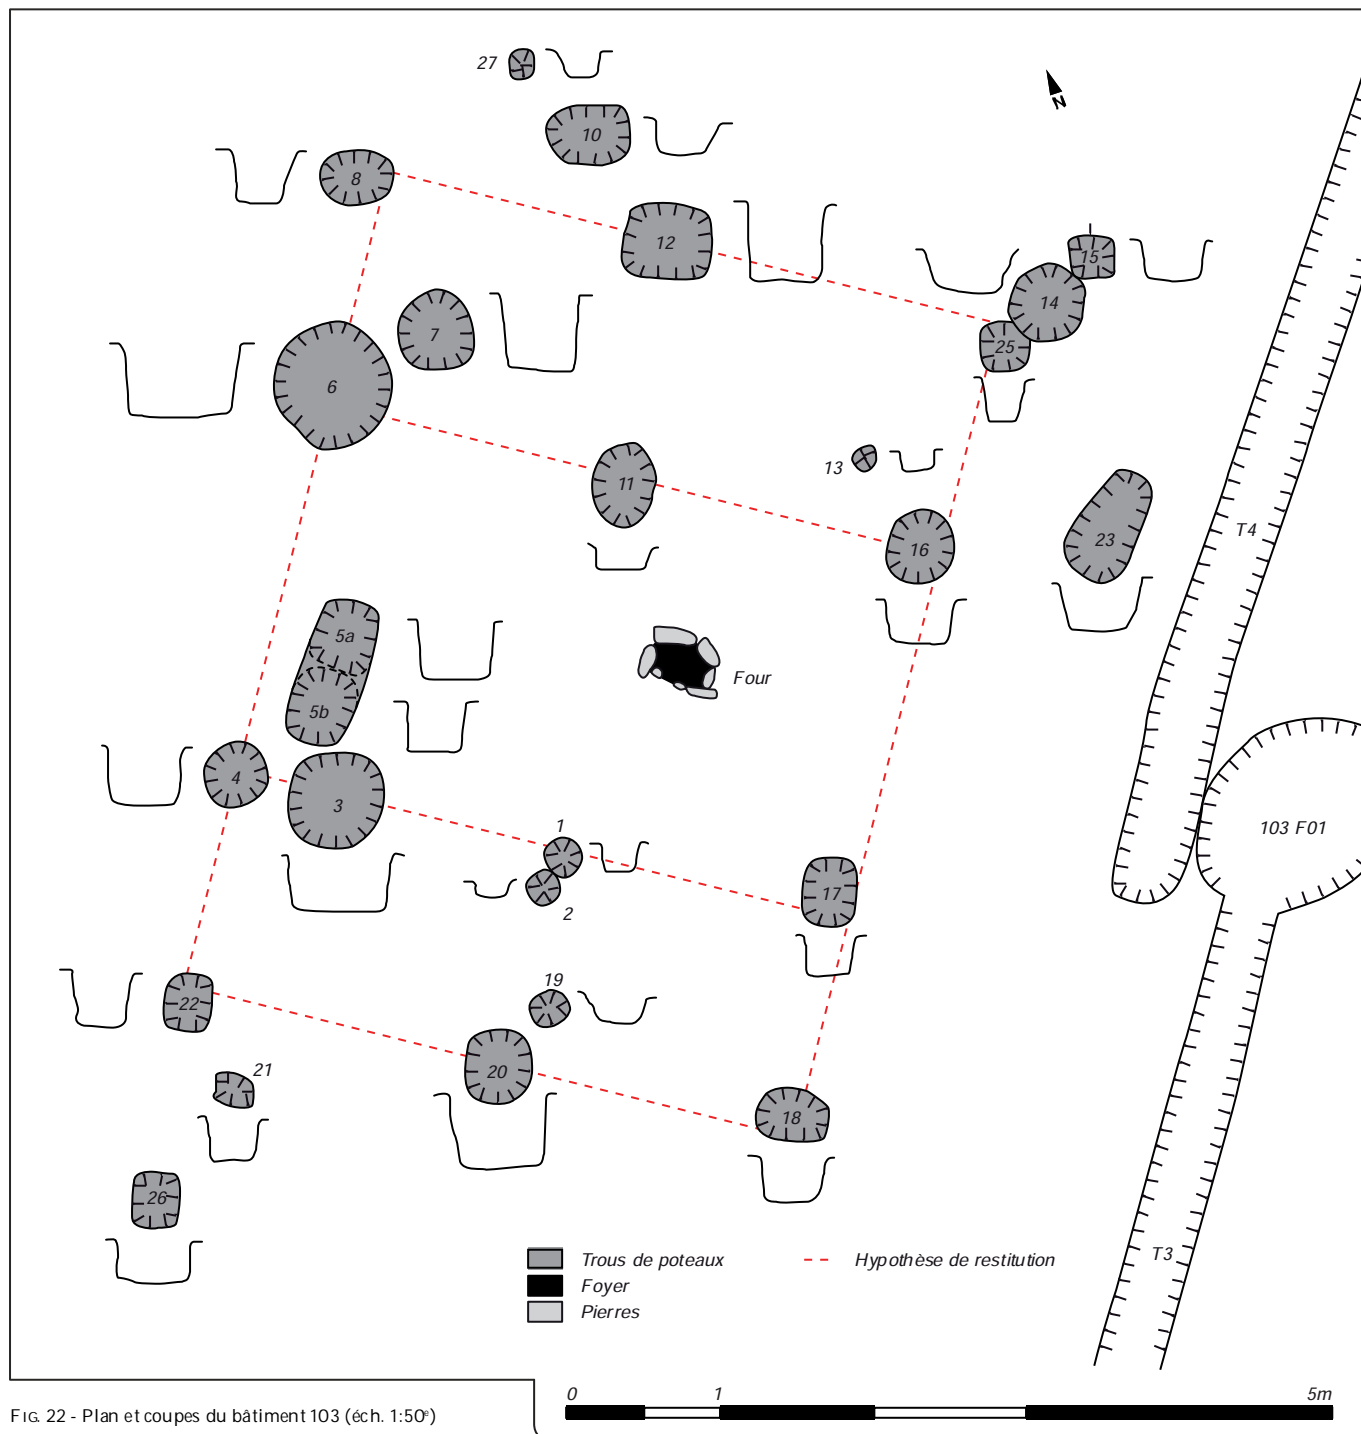 27
10
8
12
15
14
7
25
6
13
11
16
23
T4
5a
Four
5b
4
3
1
103 F01
17
2
19
22
20
21
18
26
T3
Trous de poteaux
Hypothèse de restitution
Foyer
Pierres
N
0 1 5m
FIG. 22 - Plan et coupes du bâtiment 103 (éch. 1:50e)